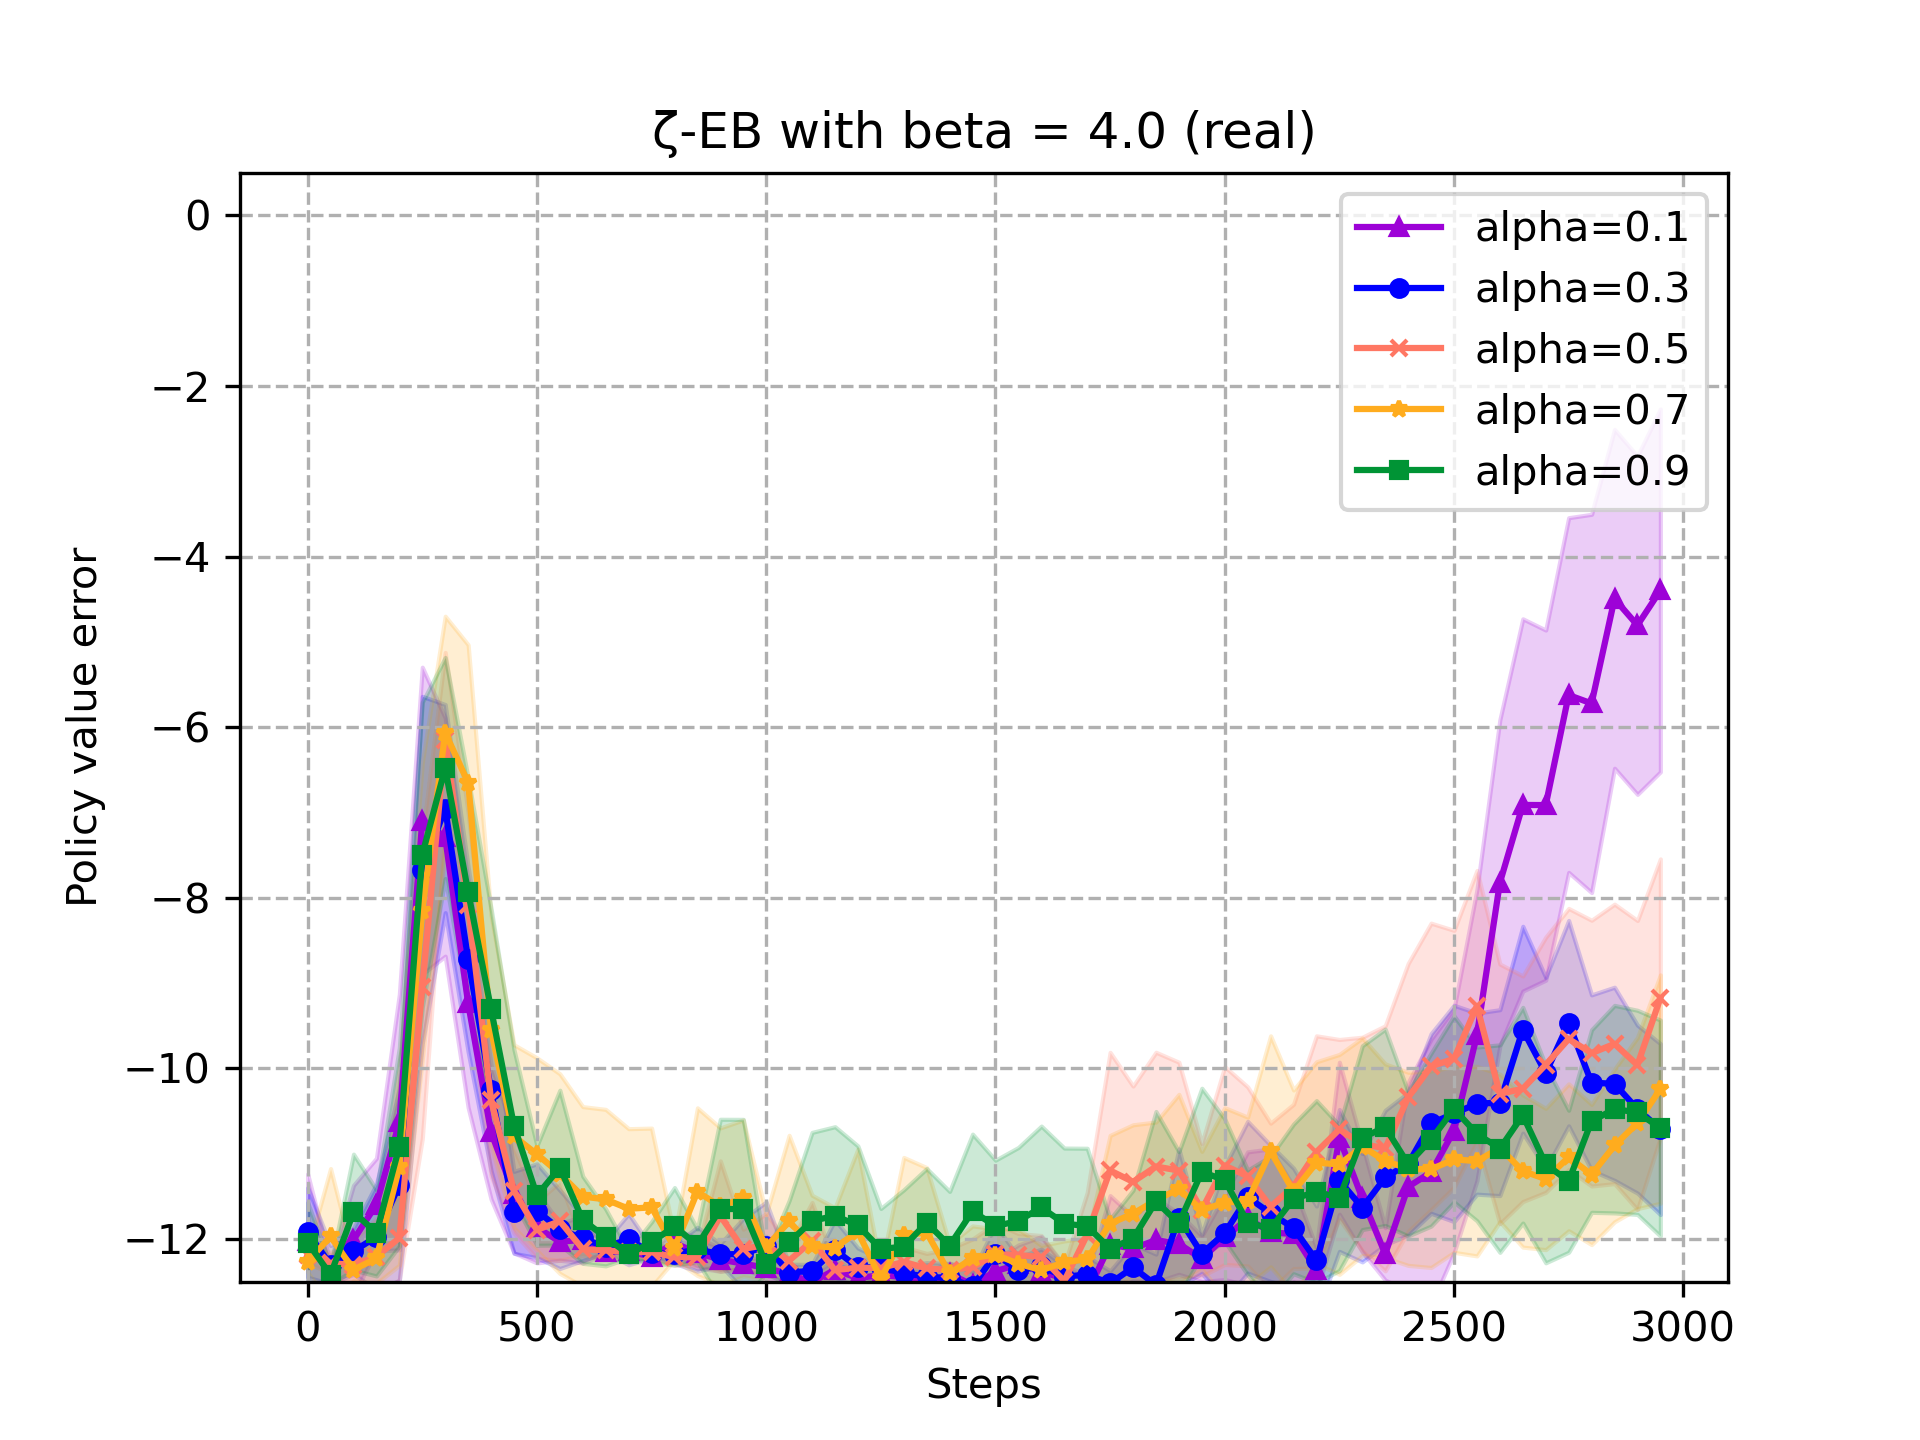 ζ-EB with beta = 4.0 (real)
0
−2
−4
−6
−8
−10
−12
Policy value error
alpha=0.1
alpha=0.3
alpha=0.5
alpha=0.7
alpha=0.9
0 500 1000 1500 2000 2500 3000
Steps